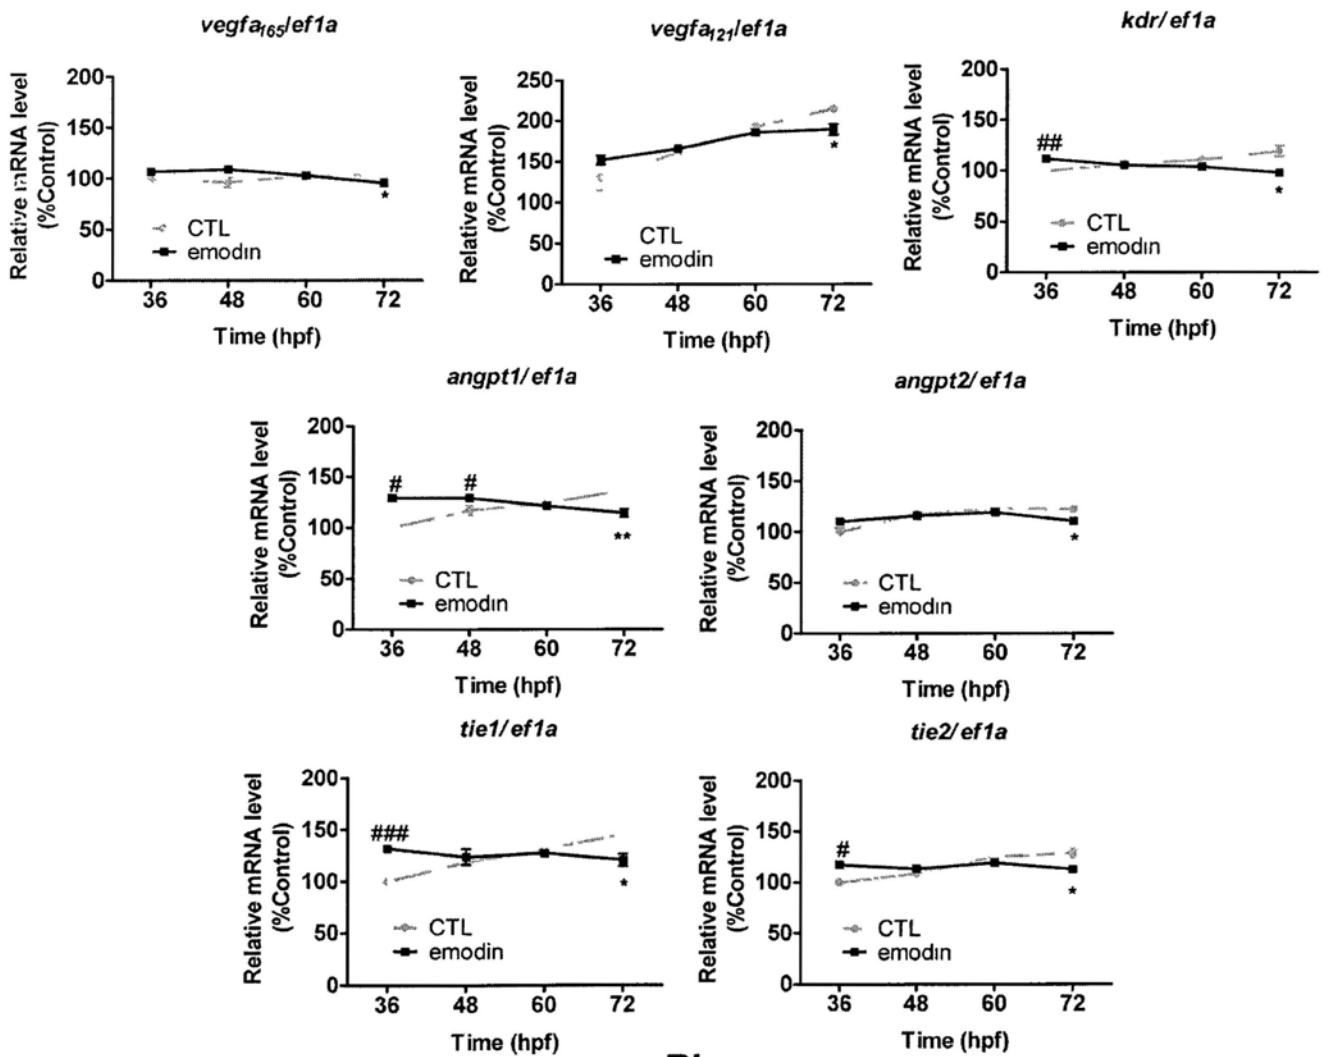 vegfa165/ef1a
Relative mRNA level
(%Control)
200
150
100
50
0
CTL
emodin
*
36 48 60 72
Time (hpf)
vegfa121/ef1a
Relative mRNA level
(%Control)
250
200
150
100
50
0
CTL
emodin
*
36 48 60 72
Time (hpf)
kdr/ef1a
Relative mRNA level
(%Control)
200
150
100
50
0
##
CTL
emodin
*
36 48 60 72
Time (hpf)
angpt1/ef1a
Relative mRNA level
(%Control)
200
150
100
50
0
# #
**
CTL
emodin
36 48 60 72
Time (hpf)
angpt2/ef1a
Relative mRNA level
(%Control)
200
150
100
50
0
*
CTL
emodin
36 48 60 72
Time (hpf)
tie1/ef1a
Relative mRNA level
(%Control)
200
150
100
50
0
###
*
CTL
emodin
36 48 60 72
Time (hpf)
tie2/ef1a
Relative mRNA level
(%Control)
200
150
100
50
0
#
*
CTL
emodin
36 48 60 72
Time (hpf)